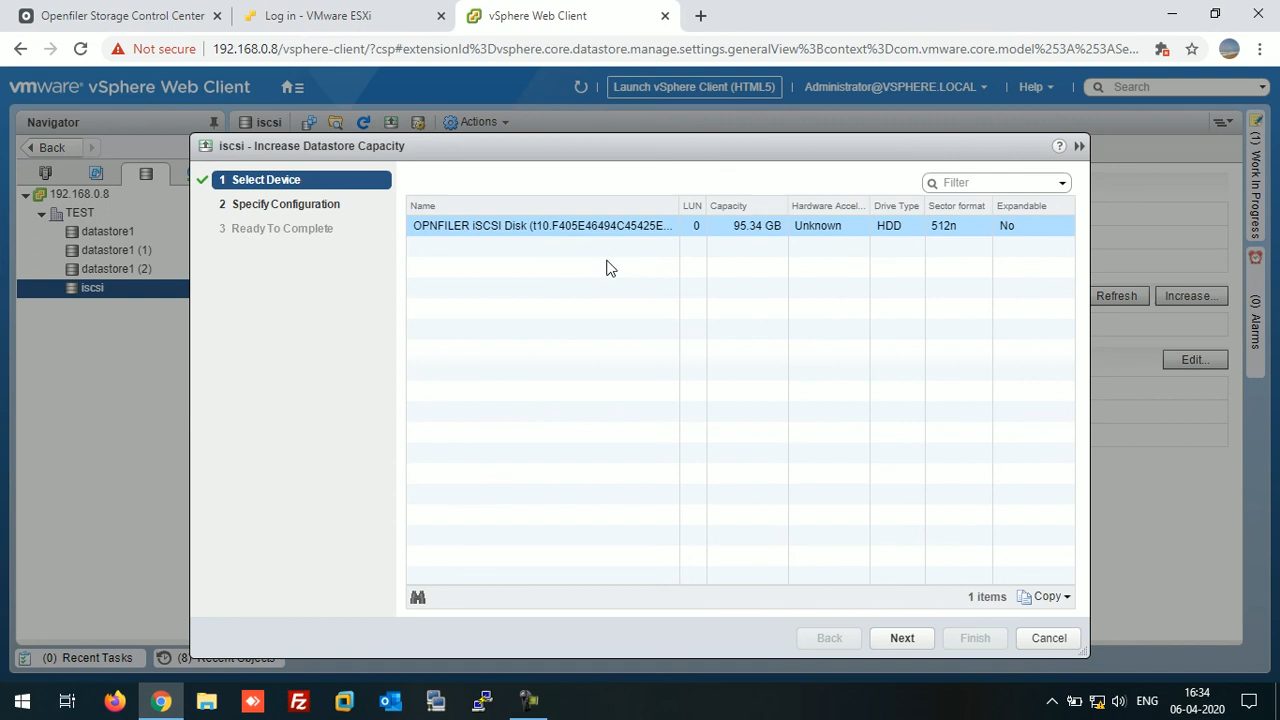 Openfiler Storage Control Center
Log in - VMware ESXi
vSphere Web Client
Not secure
192.168.0.8/vsphere-client/?csp#extensionId%3Dvsphere.core.datastore.manage.settings.generalView%3Bcontext%3Dcom.vmware.core.model%253A%253ASe...
vmware® vSphere Web Client
Launch vSphere Client (HTML5)
Administrator@VSPHERE.LOCAL
Help
Search
Navigator
iscsi
Actions
Back
192.168.0.8
TEST
datastore1
datastore1 (1)
datastore1 (2)
iscsi
iscsi - Increase Datastore Capacity
1 Select Device
2 Specify Configuration
3 Ready To Complete
Filter
Name LUN Capacity Hardware Accel... Drive Type Sector format Expandable
OPNFILER iSCSI Disk (t10.F405E46494C45425E... 0 95.34 GB Unknown HDD 512n No
1 items
Copy
Back
Next
Finish
Cancel
Refresh
Increase...
Edit...
(1) Work In Progress
(0) Alarms
(0) Recent Tasks
(8) Recent Objects
ENG
16:34
06-04-2020